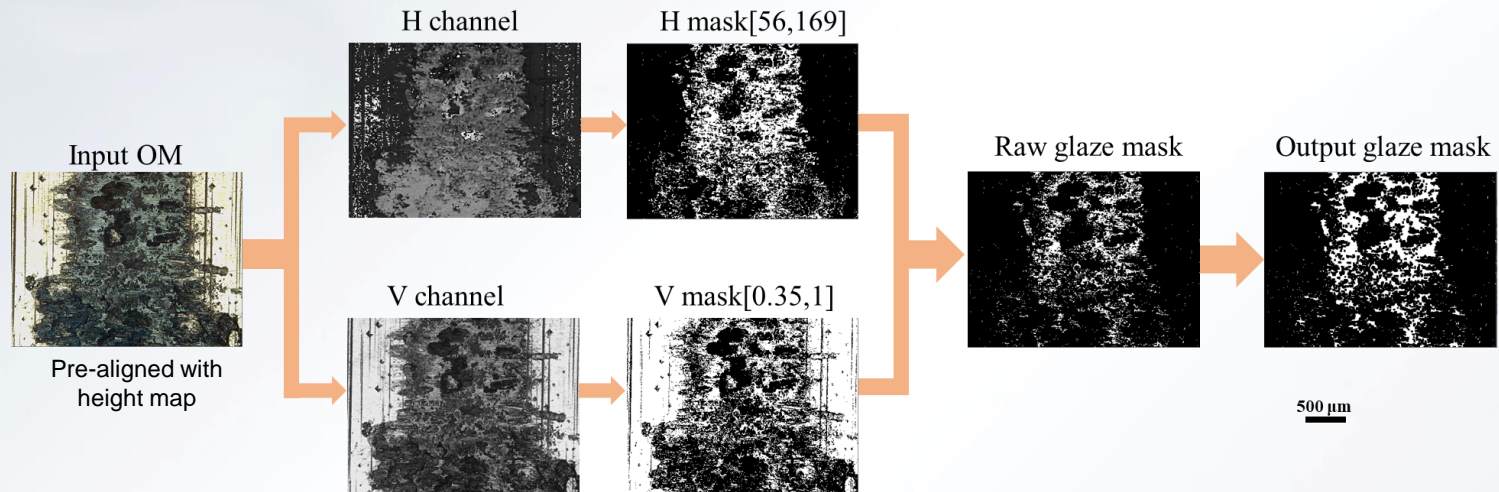 H channel
H mask[56,169]
Input OM
Pre-aligned with
height map
V channel
V mask[0.35,1]
Raw glaze mask
Output glaze mask
500 μm